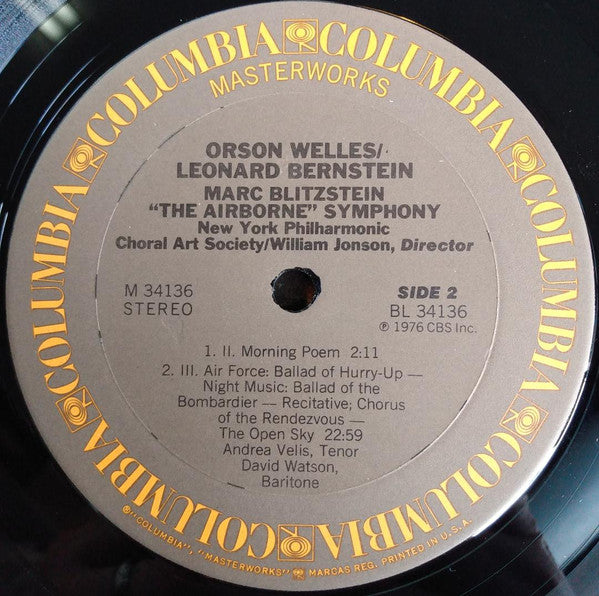 COLUMBIA COLUMBIA COLUMBIA COLUMBIA COLUMBIA COLUMBIA COLUMBIA COLUMBIA
MASTERWORKS
ORSON WELLES/
LEONARD BERNSTEIN
MARC BLITZSTEIN
“THE AIRBORNE” SYMPHONY
New York Philharmonic
Choral Art Society/William Jonson, Director
M 34136
STEREO
SIDE 2
BL 34136
℗ 1976 CBS Inc.
1. II. Morning Poem 2:11
2. III. Air Force: Ballad of Hurry-Up —
Night Music: Ballad of the
Bombardier — Recitative; Chorus
of the Rendezvous —
The Open Sky 22:59
Andrea Velis, Tenor
David Watson,
Baritone
®"COLUMBIA", "MASTERWORKS" MARCAS REG. PRINTED IN U.S.A.